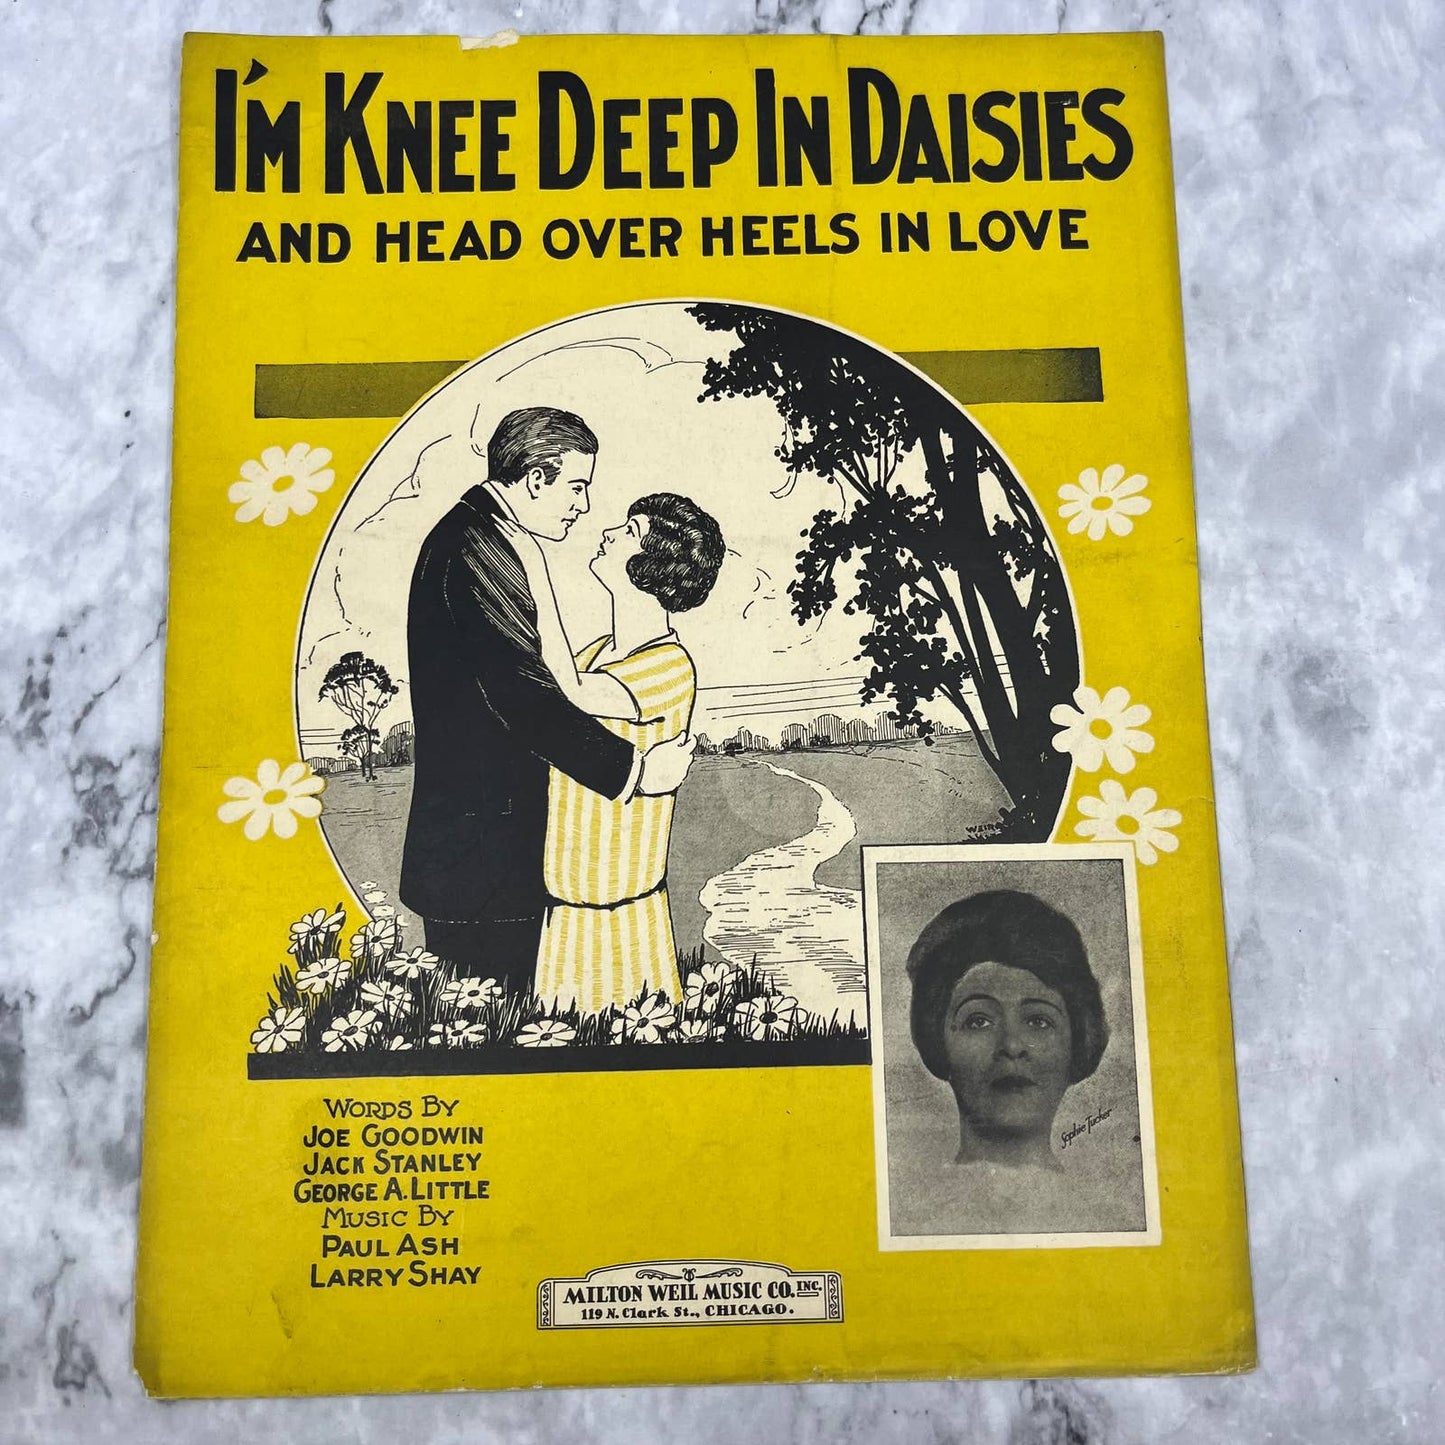 I'M KNEE DEEP IN DAISIES
AND HEAD OVER HEELS IN LOVE
WEIR
Sophie Tucker
WORDS BY
JOE GOODWIN
JACK STANLEY
GEORGE A. LITTLE
MUSIC BY
PAUL ASH
LARRY SHAY
MILTON WEIL MUSIC CO. INC.
119 N. Clark St., CHICAGO.